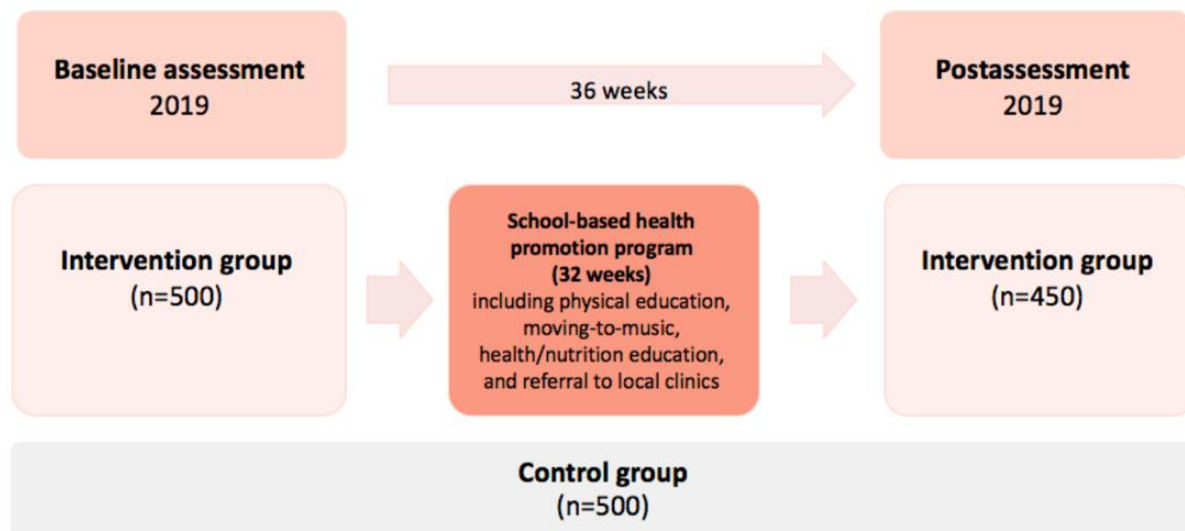 Baseline assessment
2019
36 weeks
Postassessment
2019
Intervention group
(n=500)
School-based health
promotion program
(32 weeks)
including physical education,
moving-to-music,
health/nutrition education,
and referral to local clinics
Intervention group
(n=450)
Control group
(n=500)